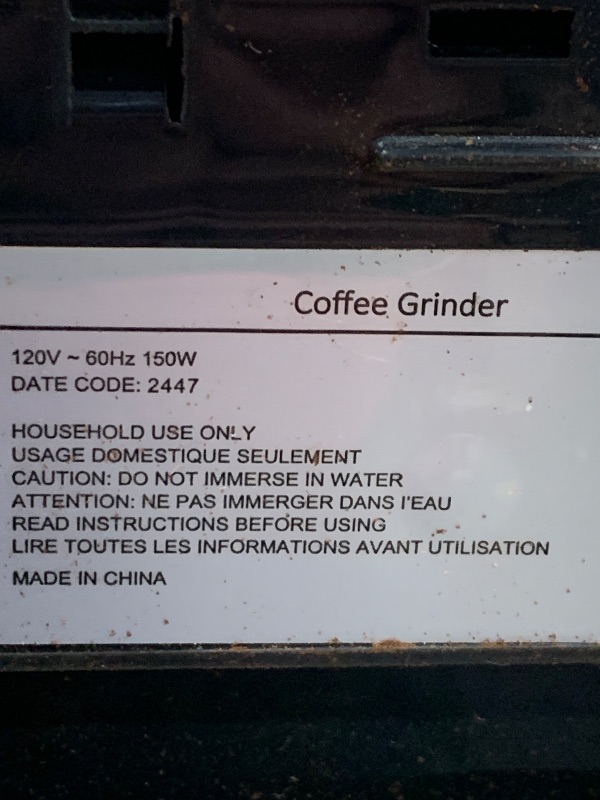 Coffee Grinder
120V ~ 60Hz 150W
DATE CODE: 2447
HOUSEHOLD USE ONLY
USAGE DOMESTIQUE SEULEMENT
CAUTION: DO NOT IMMERSE IN WATER
ATTENTION: NE PAS IMMERGER DANS l'EAU
READ INSTRUCTIONS BEFORE USING
LIRE TOUTES LES INFORMATIONS AVANT UTILISATION
MADE IN CHINA